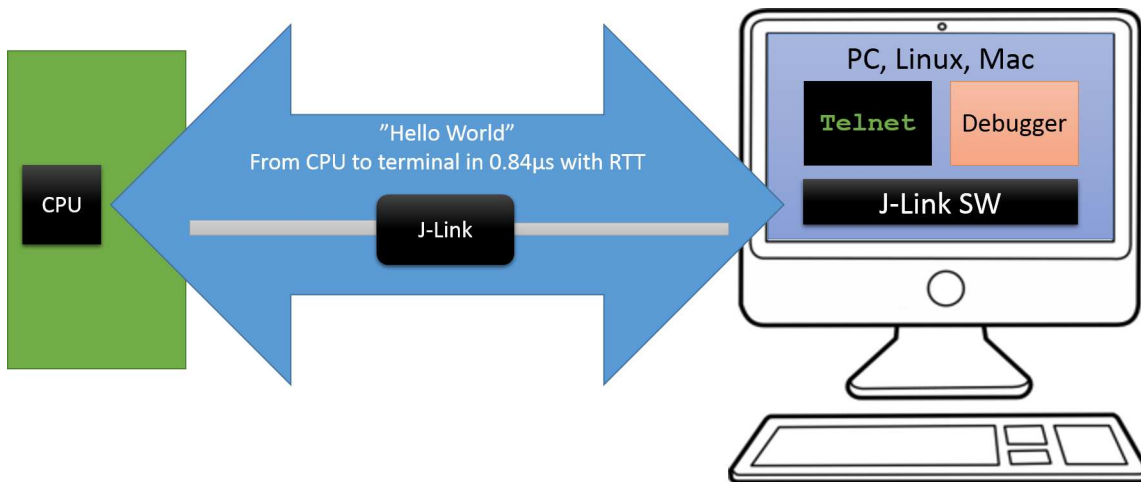 CPU
”Hello World”
From CPU to terminal in 0.84µs with RTT
J-Link
PC, Linux, Mac
Telnet
Debugger
J-Link SW